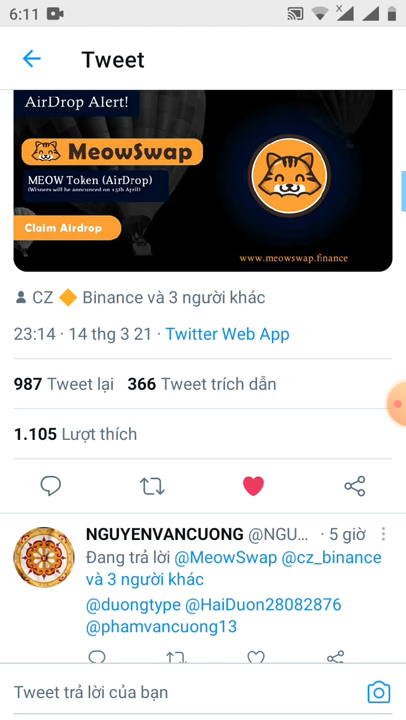 6:11
Tweet
AirDrop Alert!
MeowSwap
MEOW Token (AirDrop)
(Winners will be announced on 15th April)
Claim Airdrop
www.meowswap.finance
CZ 🔶 Binance và 3 người khác
23:14 · 14 thg 3 21 · Twitter Web App
987 Tweet lại 366 Tweet trích dẫn
1.105 Lượt thích
NGUYENVANCUONG @NGU... · 5 giờ
Đang trả lời @MeowSwap @cz_binance
và 3 người khác
@duongtype @HaiDuon28082876
@phamvancuong13
Tweet trả lời của bạn